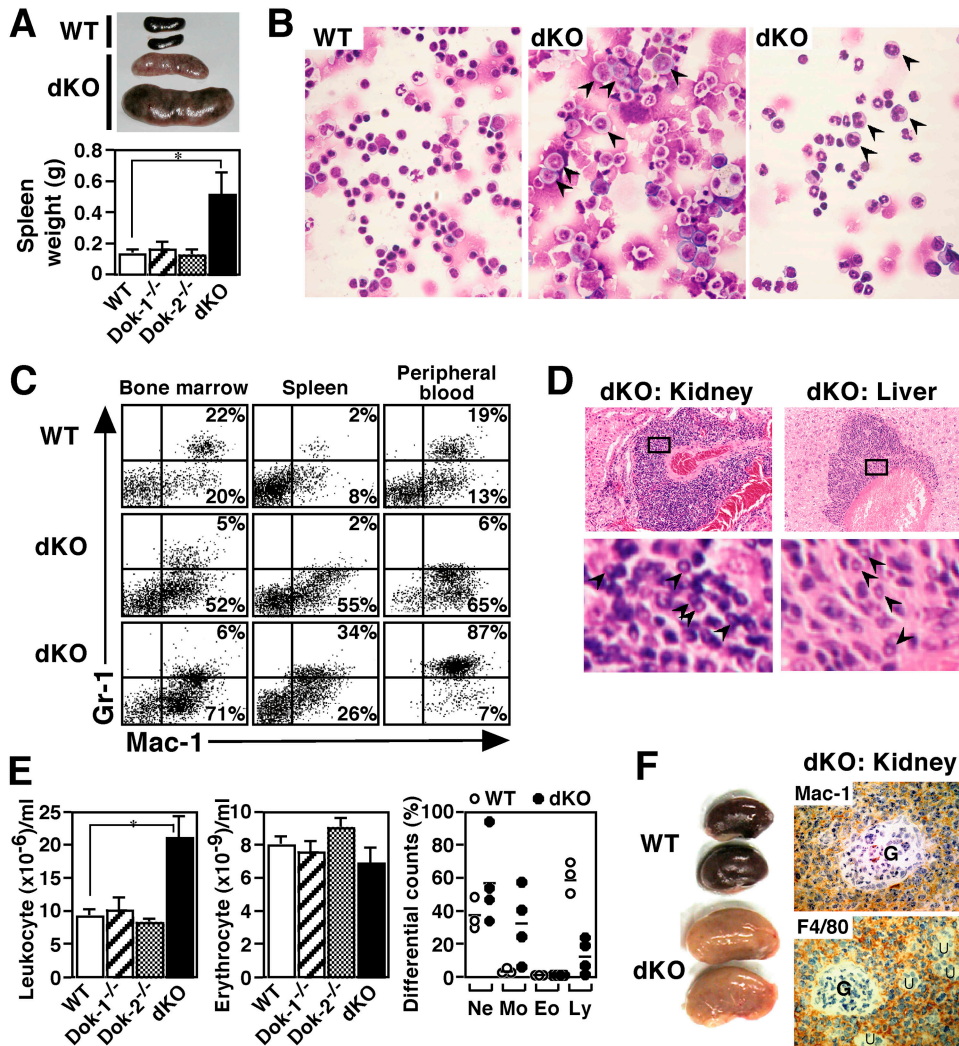 A
WT
dKO
Spleen
weight (g)
0.8
0.6
0.4
0.2
0
*
WT
Dok-1-/-
Dok-2-/-
dKO
B
WT
dKO
dKO
C
Bone marrow
Spleen
Peripheral
blood
WT
22%
2%
19%
20%
8%
13%
dKO
5%
2%
6%
52%
55%
65%
dKO
6%
34%
87%
71%
26%
7%
Gr-1
Mac-1
D
dKO: Kidney
dKO: Liver
E
Leukocyte (x10-6)/ml
25
20
15
10
5
0
*
WT
Dok-1-/-
Dok-2-/-
dKO
Erythrocyte (x10-9)/ml
10
8
6
4
2
0
WT
Dok-1-/-
Dok-2-/-
dKO
Differential counts (%)
WT
dKO
100
80
60
40
20
0
Ne
Mo
Eo
Ly
F
WT
dKO
dKO: Kidney
Mac-1
G
F4/80
G
U
U
U
U